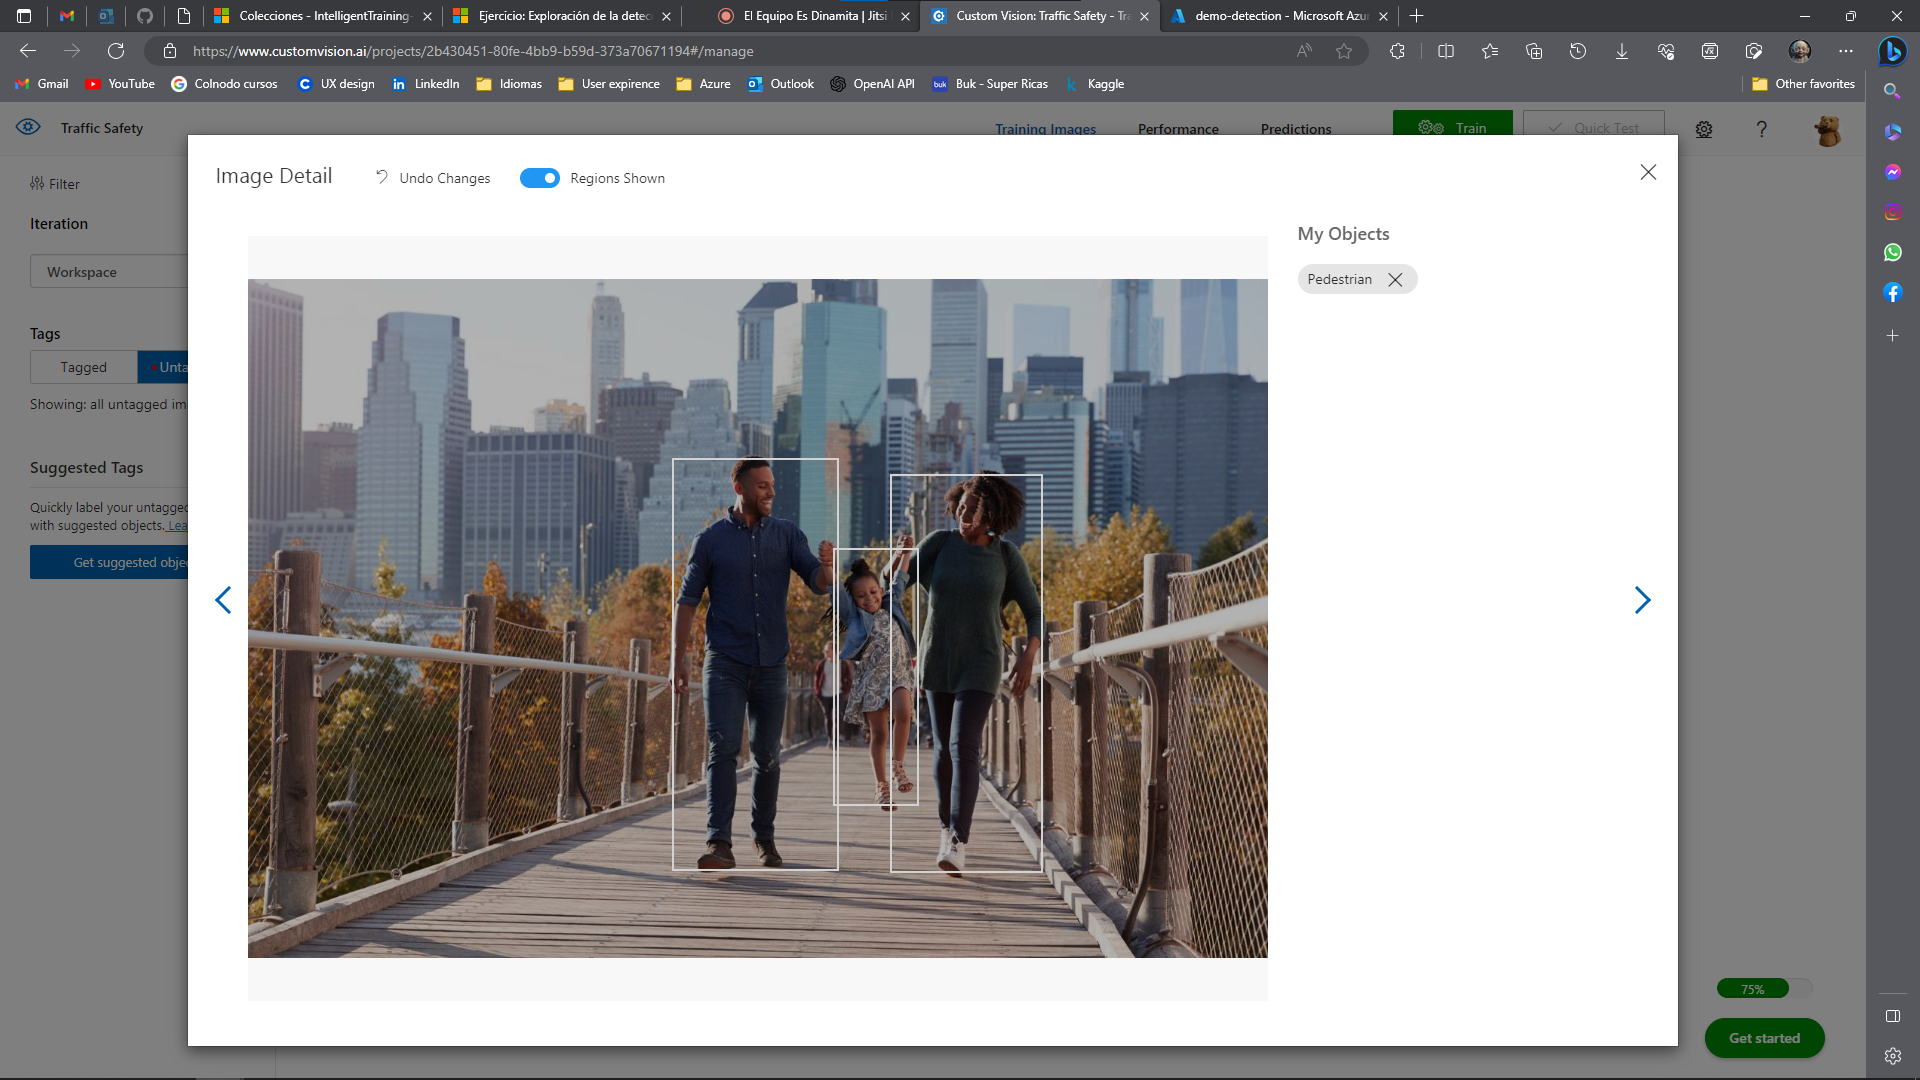 Colecciones - IntelligentTraining-
Ejercicio: Exploración de la detec
El Equipo Es Dinamita | Jitsi
Custom Vision: Traffic Safety - Tra
demo-detection - Microsoft Azu
https://www.customvision.ai/projects/2b430451-80fe-4bb9-b59d-373a70671194#/manage
Gmail
YouTube
Colnodo cursos
UX design
LinkedIn
Idiomas
User expirence
Azure
Outlook
OpenAI API
buk
Buk - Super Ricas
Kaggle
Other favorites
Traffic Safety
Training Images
Performance
Predictions
Train
Quick Test
?
Image Detail
Undo Changes
Regions Shown
Filter
Iteration
Workspace
Tags
Tagged
Unta
Showing: all untagged im
Suggested Tags
Quickly label your untagged
with suggested objects. Lea
Get suggested objec
My Objects
Pedestrian
75%
Get started